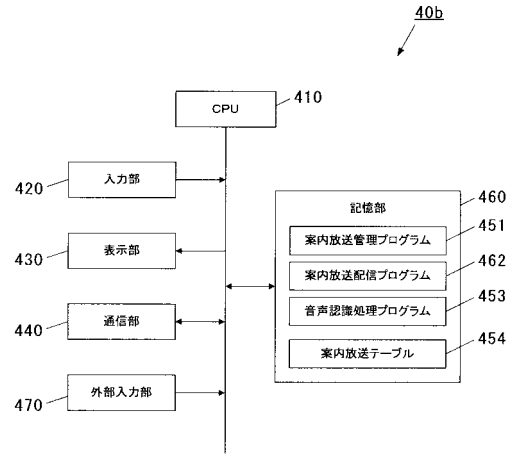 40b
CPU
410
入力部
420
表示部
430
通信部
440
外部入力部
470
記憶部
460
案内放送管理プログラム
451
案内放送配信プログラム
462
音声認識処理プログラム
453
案内放送テーブル
454